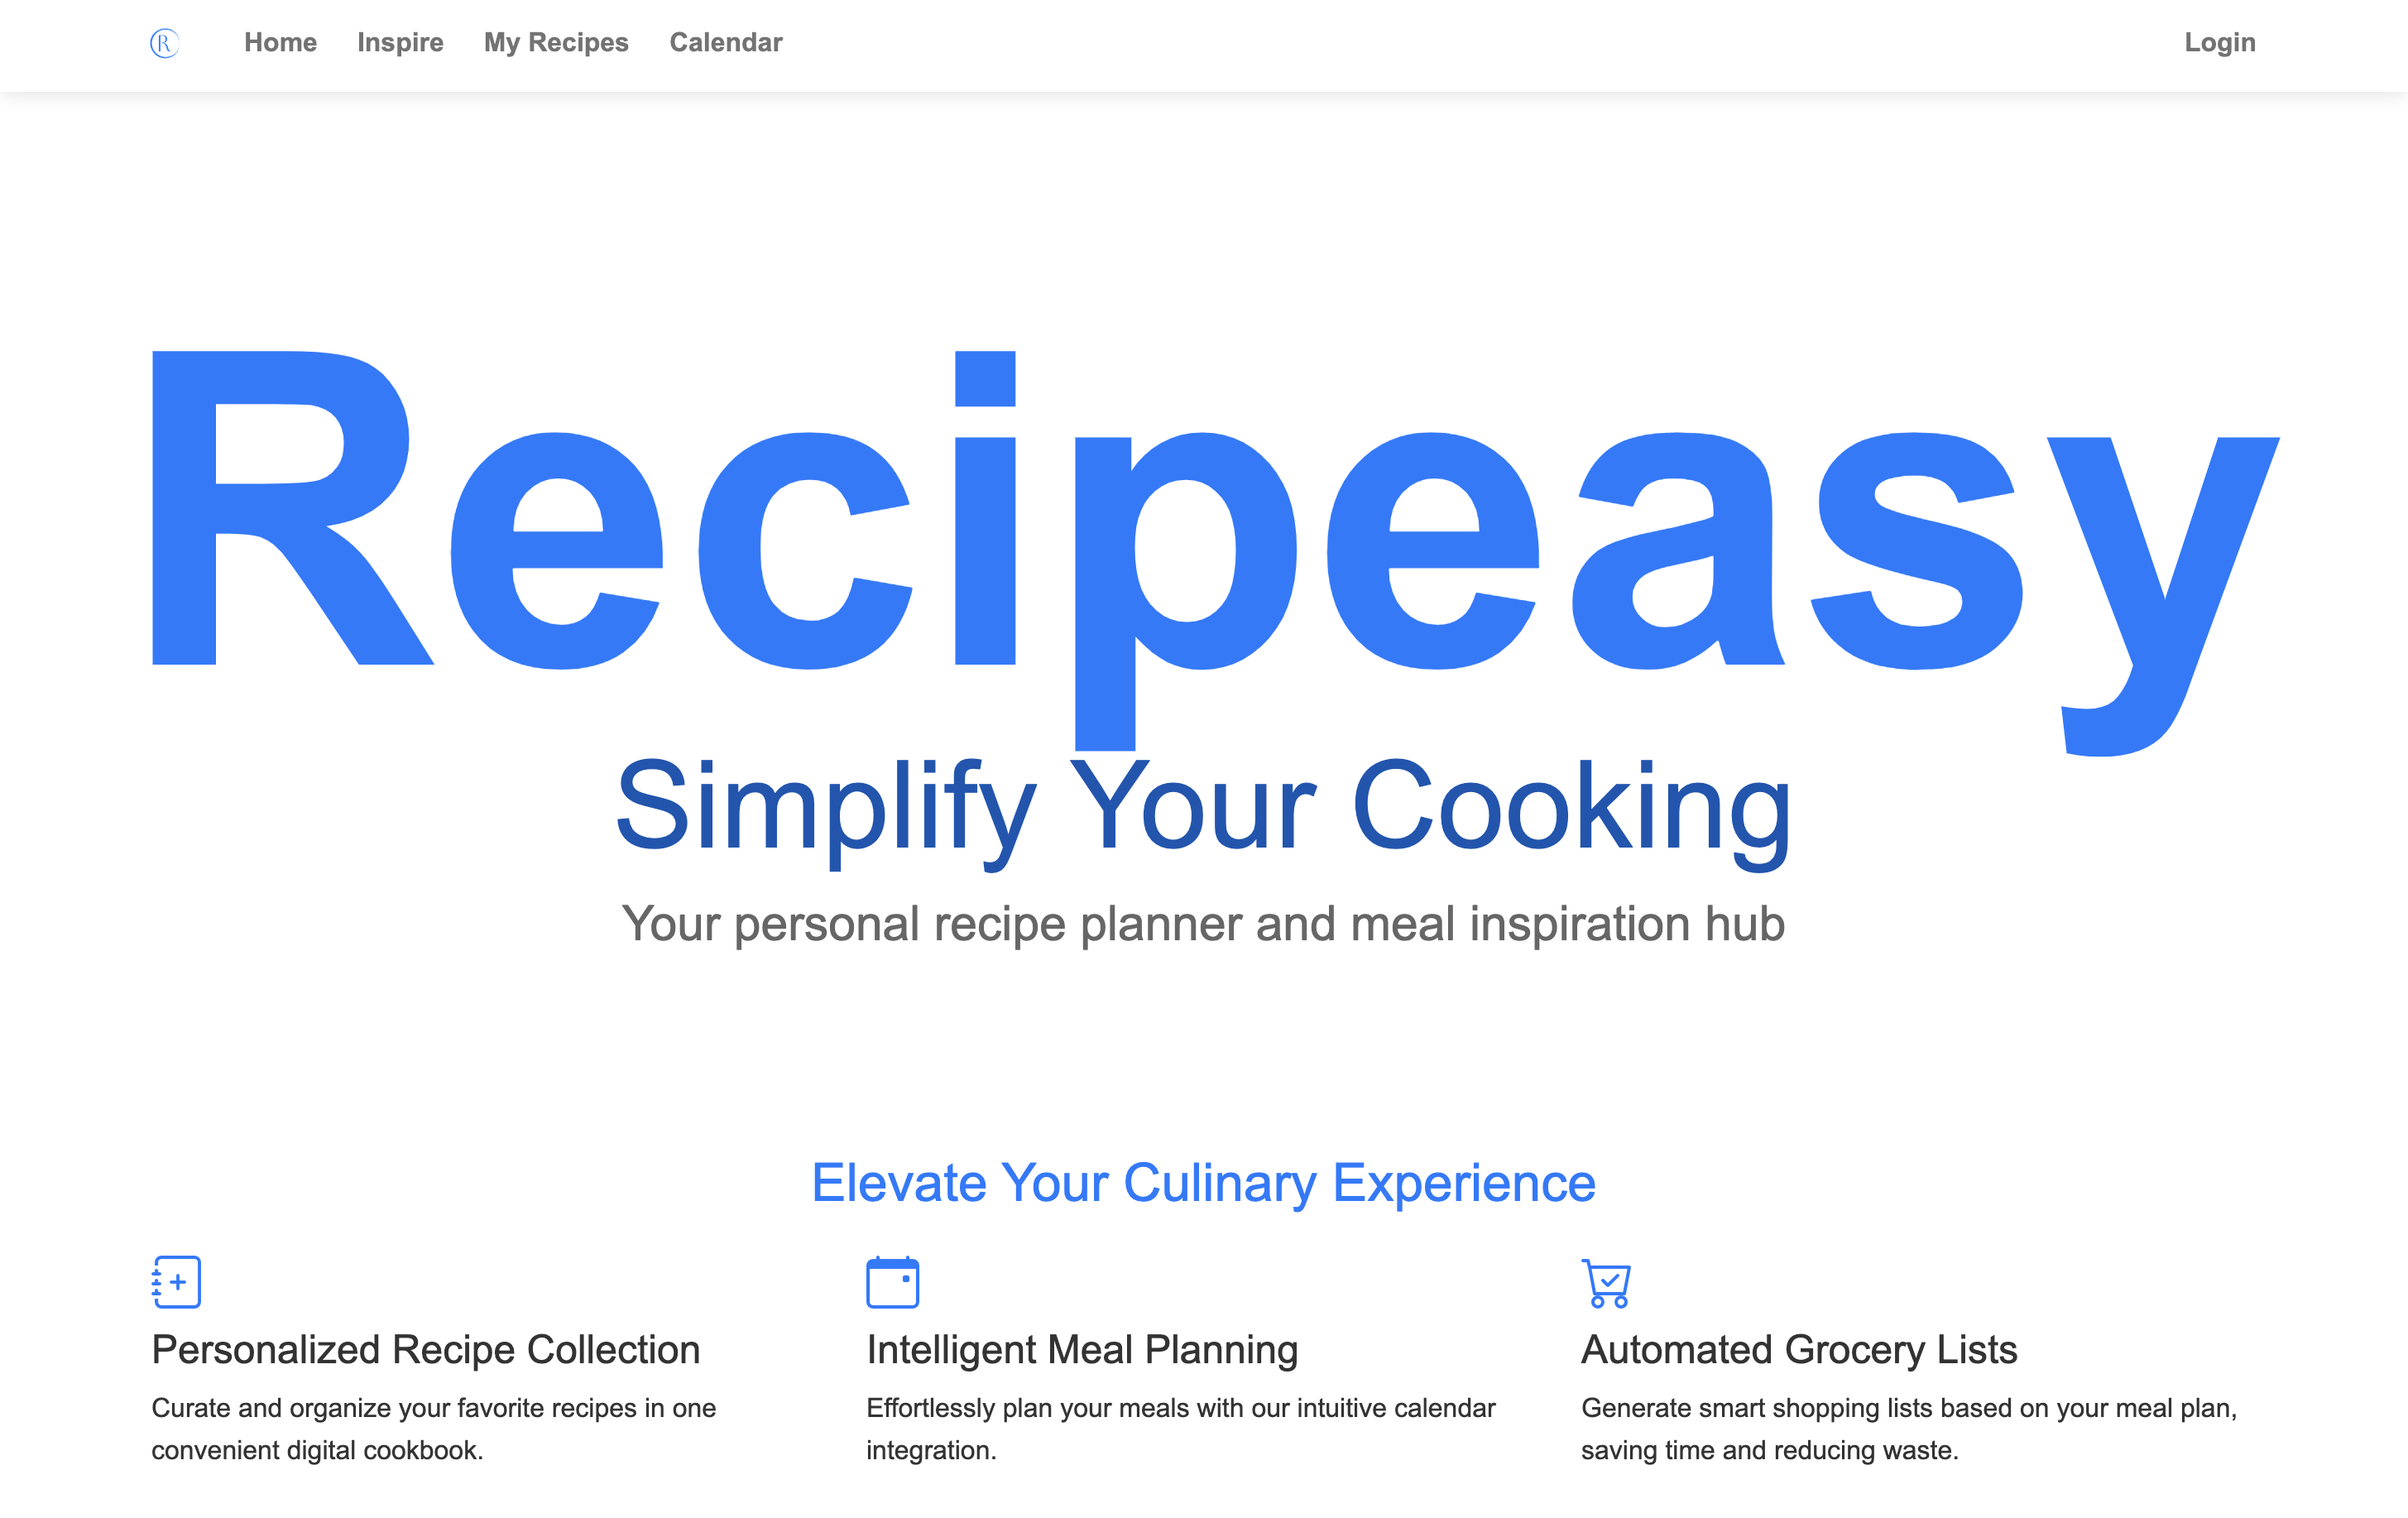 R Home Inspire My Recipes Calendar Login
Recipeasy
Simplify Your Cooking
Your personal recipe planner and meal inspiration hub
Elevate Your Culinary Experience
Personalized Recipe Collection
Curate and organize your favorite recipes in one
convenient digital cookbook.
Intelligent Meal Planning
Effortlessly plan your meals with our intuitive calendar
integration.
Automated Grocery Lists
Generate smart shopping lists based on your meal plan,
saving time and reducing waste.